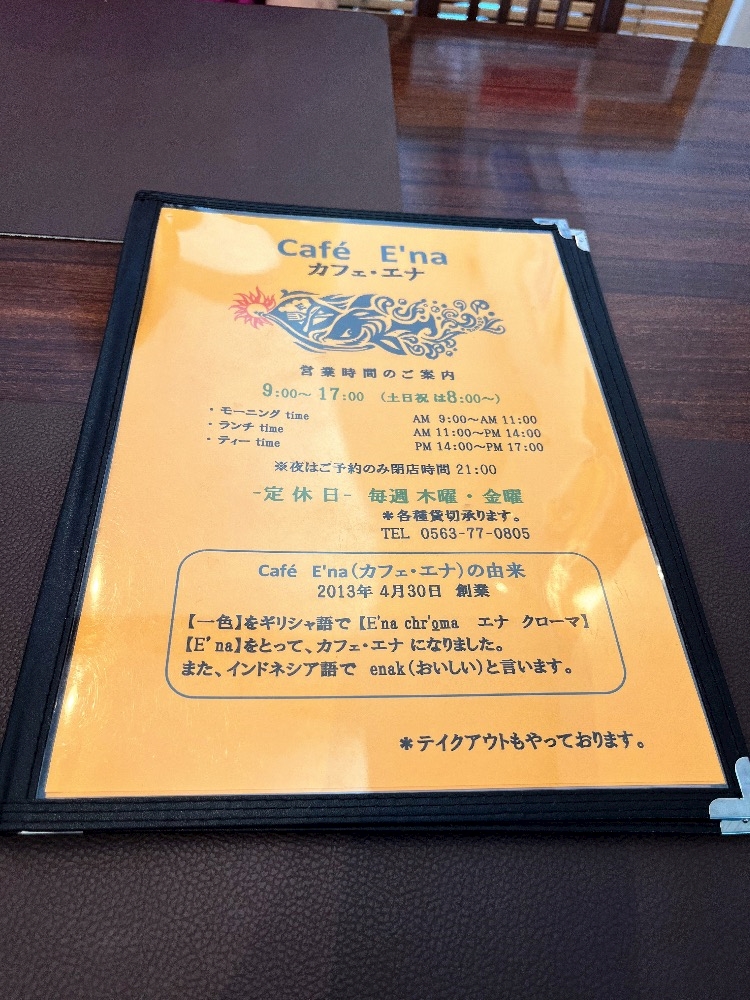 Café E'na
カフェ・エナ
営業時間のご案内
9:00～ 17:00 （土日祝 は8:00～）
・モーニング time AM 9:00～AM 11:00
・ランチ time AM 11:00～PM 14:00
・ティー time PM 14:00～PM 17:00
※夜はご予約のみ閉店時間 21:00
-定休日- 毎週 木曜・金曜
＊各種貸切承ります。
TEL 0563-77-0805
Café E'na（カフェ・エナ）の由来
2013年 4月30日 創業
【一色】をギリシャ語で【E'na chr'oma エナ クローマ】
【E'na】をとって、カフェ・エナ になりました。
また、インドネシア語で enak（おいしい）と言います。
＊テイクアウトもやっております。